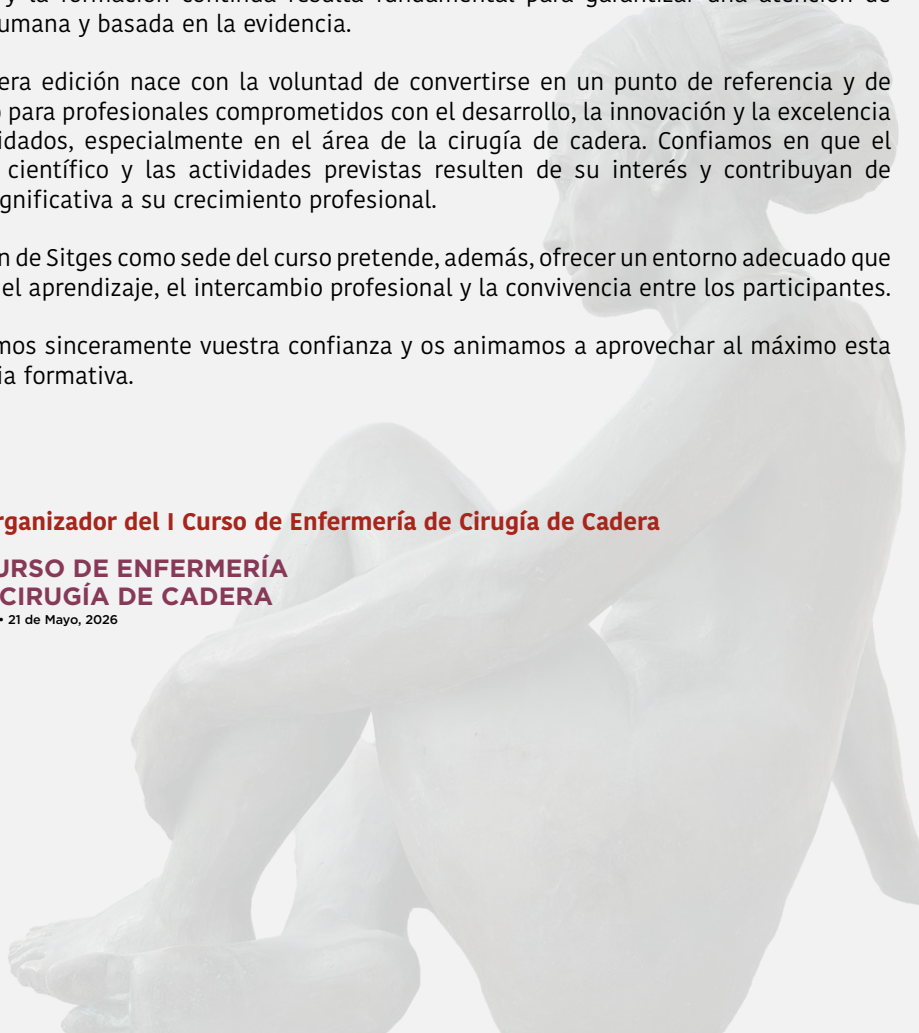 y la formación continua resulta fundamental para garantizar una atención de
umana y basada en la evidencia.
era edición nace con la voluntad de convertirse en un punto de referencia y de
para profesionales comprometidos con el desarrollo, la innovación y la excelencia
idados, especialmente en el área de la cirugía de cadera. Confiamos en que el
científico y las actividades previstas resulten de su interés y contribuyan de
gnificativa a su crecimiento profesional.
n de Sitges como sede del curso pretende, además, ofrecer un entorno adecuado que
el aprendizaje, el intercambio profesional y la convivencia entre los participantes.
mos sinceramente vuestra confianza y os animamos a aprovechar al máximo esta
ia formativa.
rganizador del I Curso de Enfermería de Cirugía de Cadera
URSO DE ENFERMERÍA
CIRUGÍA DE CADERA
• 21 de Mayo, 2026